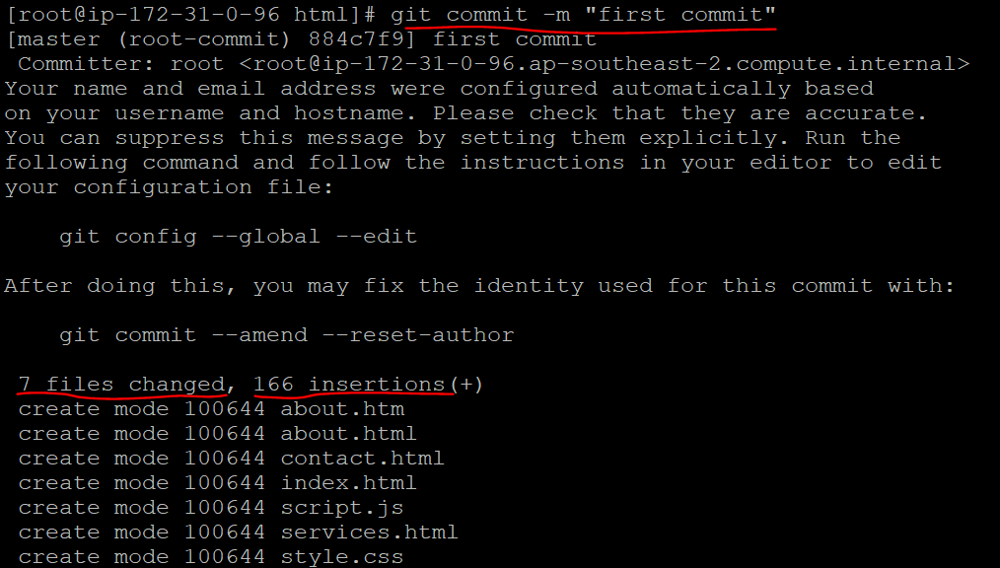 [root@ip-172-31-0-96 html]# git commit -m "first commit"
[master (root-commit) 884c7f9] first commit
 Committer: root <root@ip-172-31-0-96.ap-southeast-2.compute.internal>
Your name and email address were configured automatically based
on your username and hostname. Please check that they are accurate.
You can suppress this message by setting them explicitly. Run the
following command and follow the instructions in your editor to edit
your configuration file:

    git config --global --edit

After doing this, you may fix the identity used for this commit with:

    git commit --amend --reset-author

 7 files changed, 166 insertions(+)
 create mode 100644 about.htm
 create mode 100644 about.html
 create mode 100644 contact.html
 create mode 100644 index.html
 create mode 100644 script.js
 create mode 100644 services.html
 create mode 100644 style.css